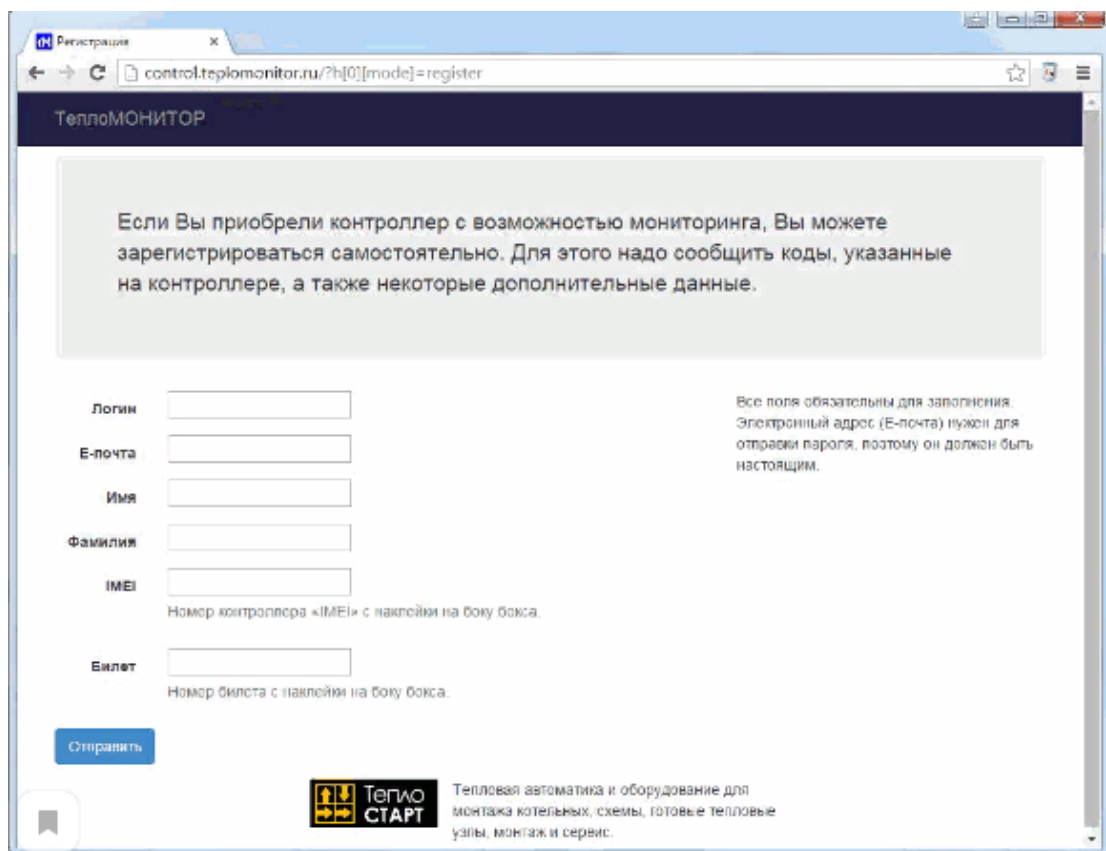 Регистрация
control.teplomonitor.ru/?h[0][mode]=register
ТеплоМОНИТОР
Если Вы приобрели контроллер с возможностью мониторинга, Вы можете
зарегистрироваться самостоятельно. Для этого надо сообщить коды, указанные
на контроллере, а также некоторые дополнительные данные.
Логин
Е-почта
Имя
Фамилия
IMEI
Номер контроллера «IMEI» с наклейки на боку бокса.
Билет
Номер билета с наклейки на боку бокса.
Все поля обязательны для заполнения.
Электронный адрес (Е-почта) нужен для
отправки пароля, поэтому он должен быть
настоящим.
Отправить
Тепло
СТАРТ
Тепловая автоматика и оборудование для
монтажа котельных, схемы, готовые тепловые
узлы, монтаж и сервис.